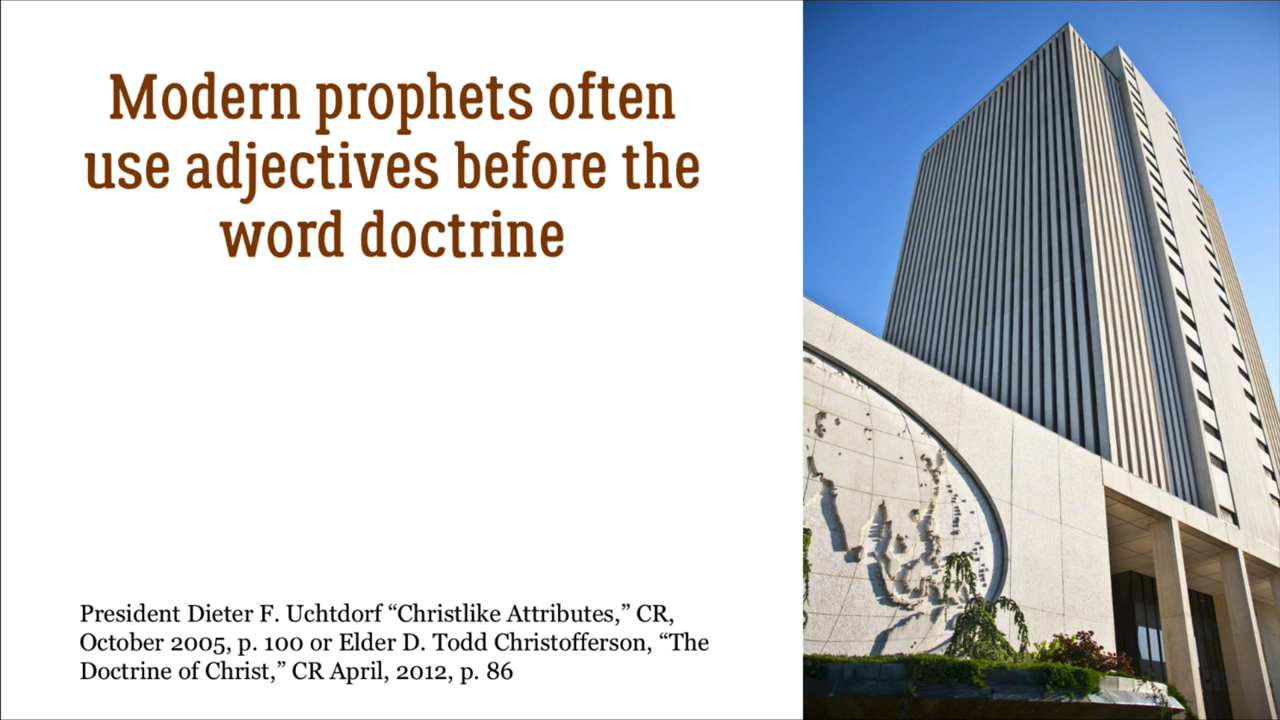 Modern prophets often
use adjectives before the
word doctrine
President Dieter F. Uchtdorf “Christlike Attributes,” CR,
October 2005, p. 100 or Elder D. Todd Christofferson, “The
Doctrine of Christ,” CR April, 2012, p. 86